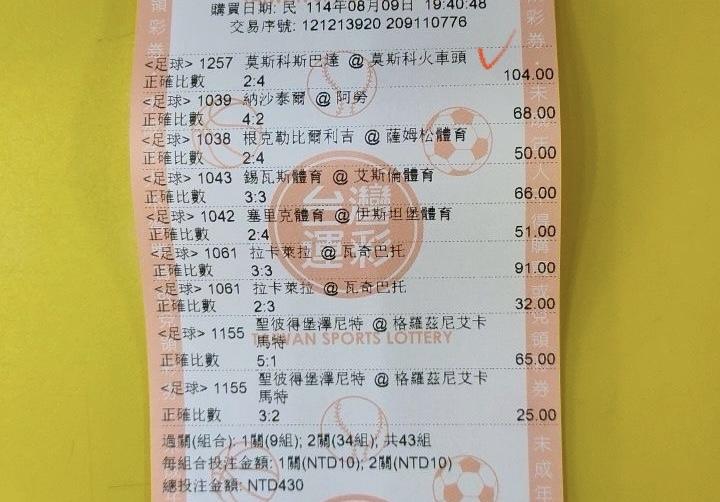 購買日期: 民 114年08月09日 19:40:48
交易序號: 121213920 209110776
<足球> 1257 莫斯科斯巴達 @ 莫斯科火車頭
正確比數 2:4 104.00
<足球> 1039 納沙泰爾 @ 阿勞
正確比數 4:2 68.00
<足球> 1038 根克勒比爾利吉 @ 薩姆松體育
正確比數 2:4 50.00
<足球> 1043 錫瓦斯體育 @ 艾斯倫體育
正確比數 3:3 66.00
<足球> 1042 塞里克體育 @ 伊斯坦堡體育
正確比數 2:4 51.00
<足球> 1061 拉卡萊拉 @ 瓦奇巴托
正確比數 3:3 91.00
<足球> 1061 拉卡萊拉 @ 瓦奇巴托
正確比數 2:3 32.00
<足球> 1155 聖彼得堡澤尼特 @ 格羅茲尼艾卡
馬特
正確比數 5:1 65.00
<足球> 1155 聖彼得堡澤尼特 @ 格羅茲尼艾卡
馬特
正確比數 3:2 25.00
過關(組合): 1關(9組); 2關(34組); 共43組
每組合投注金額: 1關(NTD10); 2關(NTD10)
總投注金額: NTD430
台灣
運彩
TAIWAN SPORTS LOTTERY